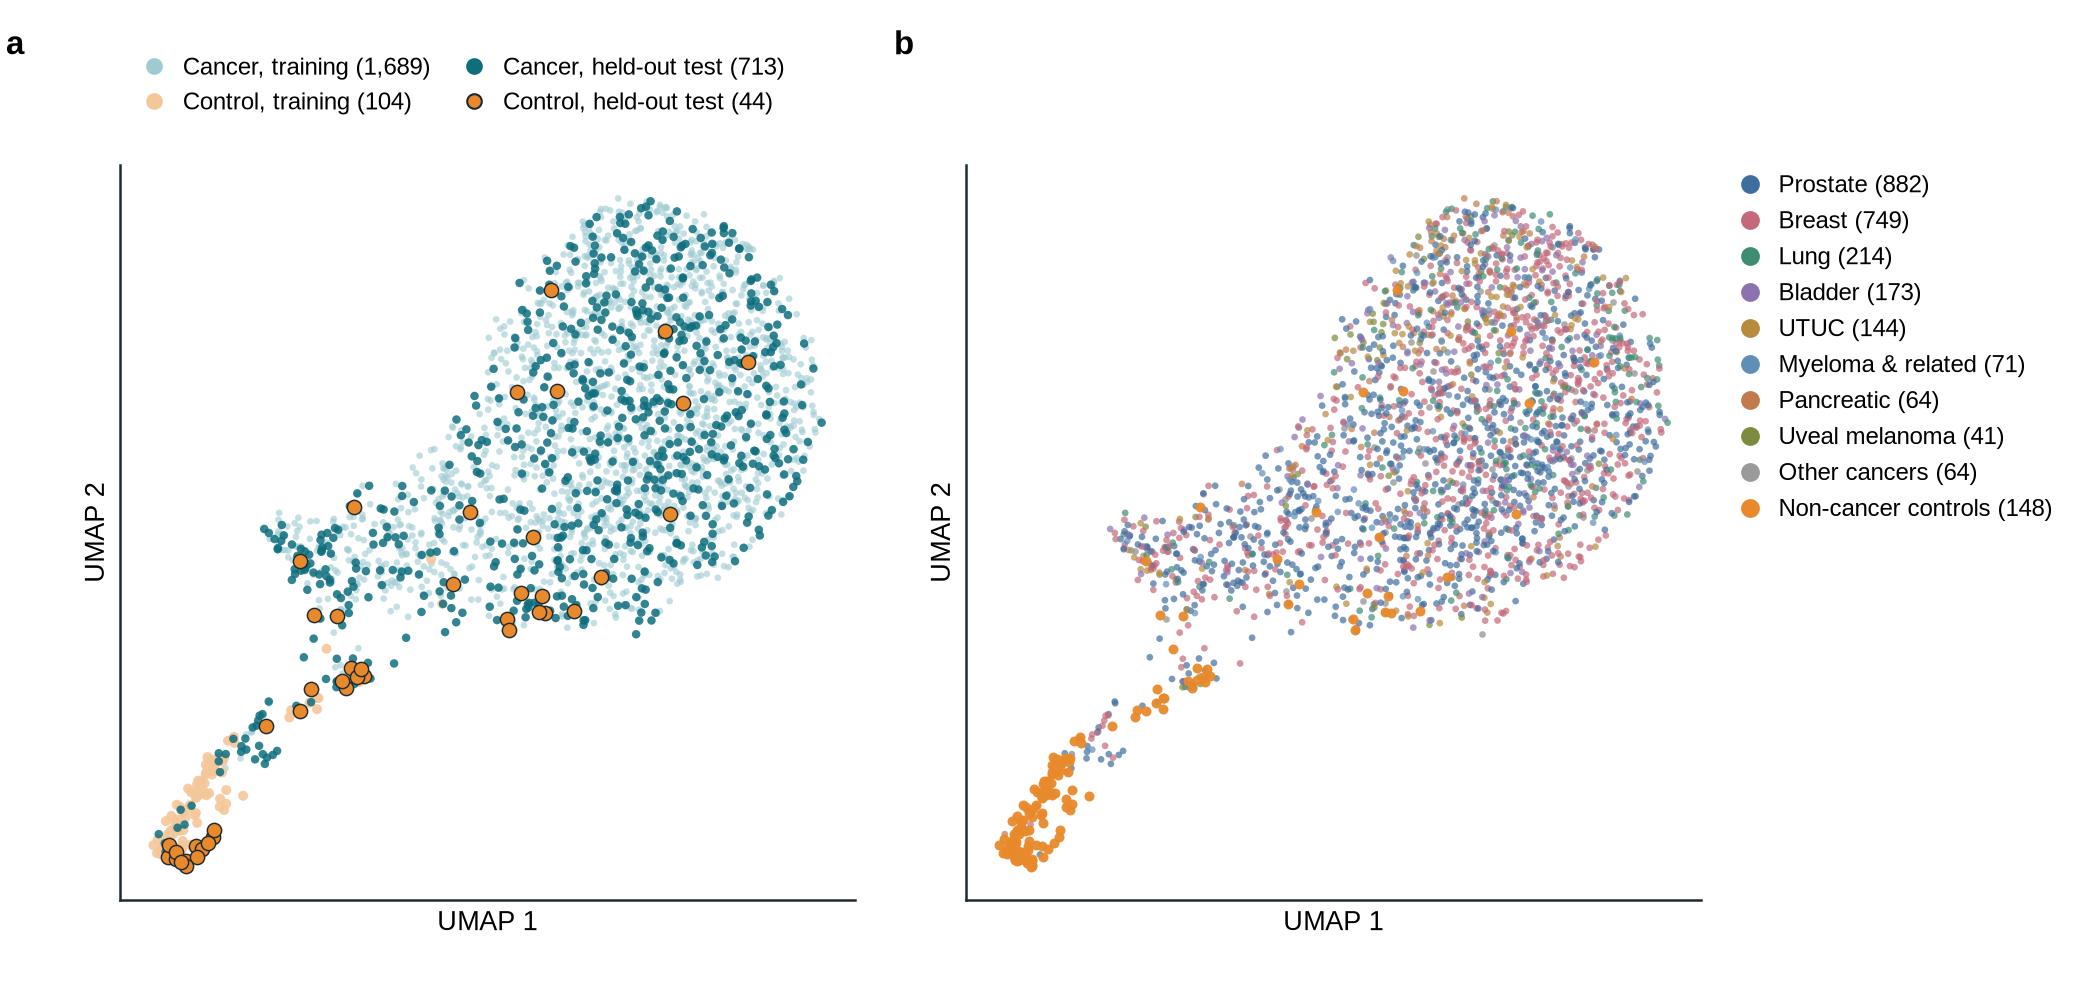 a
Cancer, training (1,689)
Cancer, held-out test (713)
Control, training (104)
Control, held-out test (44)
UMAP 2
UMAP 1
b
UMAP 2
UMAP 1
Prostate (882)
Breast (749)
Lung (214)
Bladder (173)
UTUC (144)
Myeloma & related (71)
Pancreatic (64)
Uveal melanoma (41)
Other cancers (64)
Non-cancer controls (148)